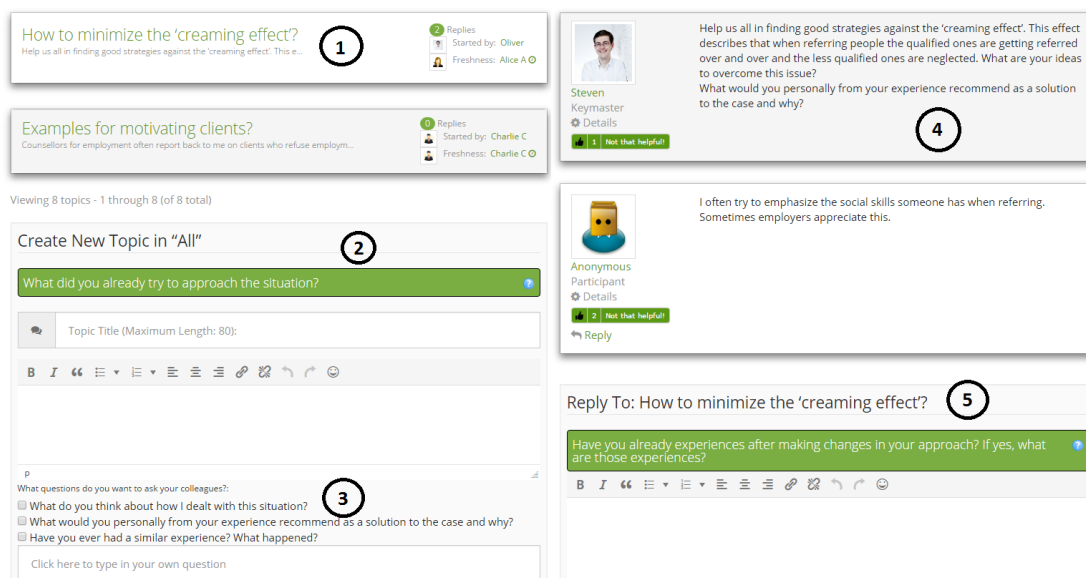 How to minimize the ‘creaming effect’?
Help us all in finding good strategies against the ‘creaming effect’. This e...
1
2 Replies
Started by: Oliver
Freshness: Alice A
Examples for motivating clients?
Counsellors for employment often report back to me on clients who refuse employm...
0 Replies
Started by: Charlie C
Freshness: Charlie C
Viewing 8 topics - 1 through 8 (of 8 total)
Create New Topic in “All”
2
What did you already try to approach the situation?
?
Topic Title (Maximum Length: 80):
B I
p
What questions do you want to ask your colleagues?:
3
What do you think about how I dealt with this situation?
What would you personally from your experience recommend as a solution to the case and why?
Have you ever had a similar experience? What happened?
Click here to type in your own question
Steven
Keymaster
Details
1 Not that helpful!
Help us all in finding good strategies against the ‘creaming effect’. This effect
describes that when referring people the qualified ones are getting referred
over and over and the less qualified ones are neglected. What are your ideas
to overcome this issue?
What would you personally from your experience recommend as a solution
to the case and why?
4
Anonymous
Participant
Details
2 Not that helpful!
Reply
I often try to emphasize the social skills someone has when referring.
Sometimes employers appreciate this.
Reply To: How to minimize the ‘creaming effect’?
5
Have you already experiences after making changes in your approach? If yes, what
are those experiences?
?
B I